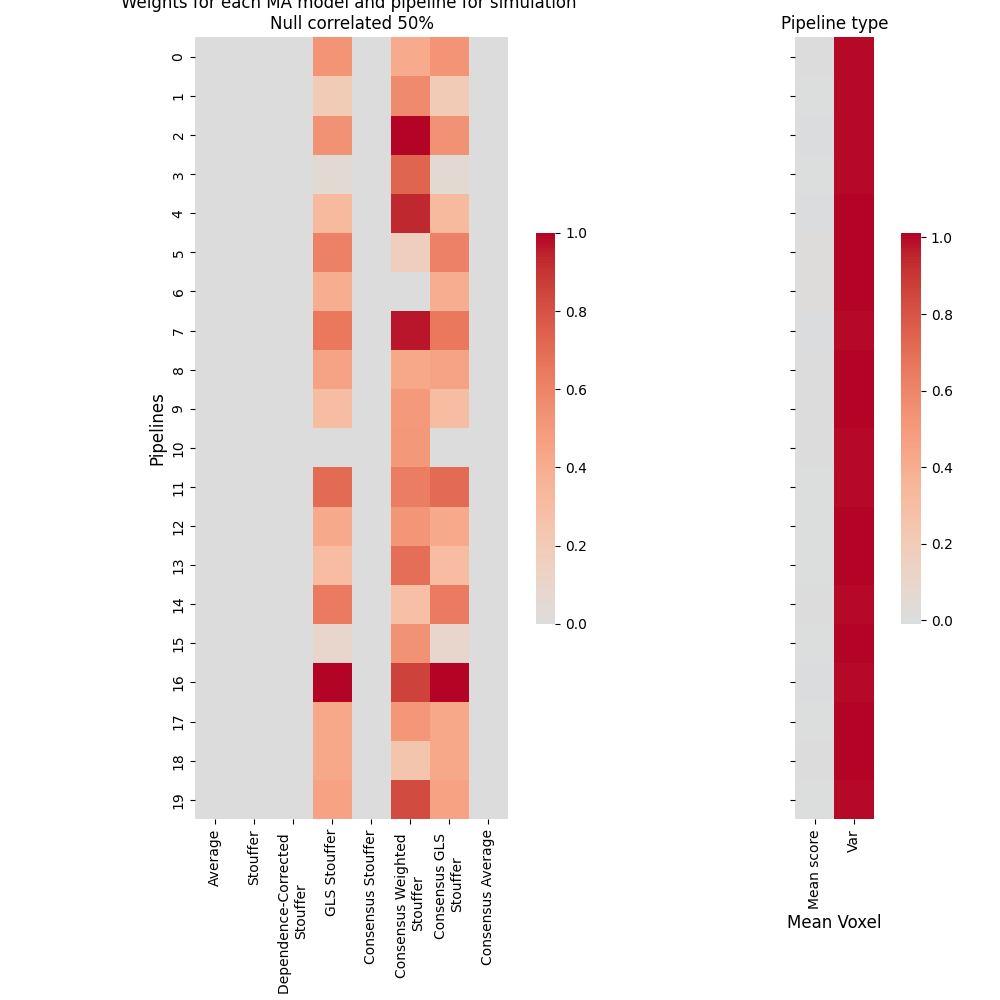 Weights for each MA model and pipeline for simulation
Null correlated 50%
Pipeline type
Pipelines
0
1
2
3
4
5
6
7
8
9
10
11
12
13
14
15
16
17
18
19
Average
Stouffer
Dependence-Corrected
Stouffer
GLS Stouffer
Consensus Stouffer
Consensus Weighted
Stouffer
Consensus GLS
Stouffer
Consensus Average
1.0
0.8
0.6
0.4
0.2
0.0
Mean score
Var
Mean Voxel
1.0
0.8
0.6
0.4
0.2
0.0